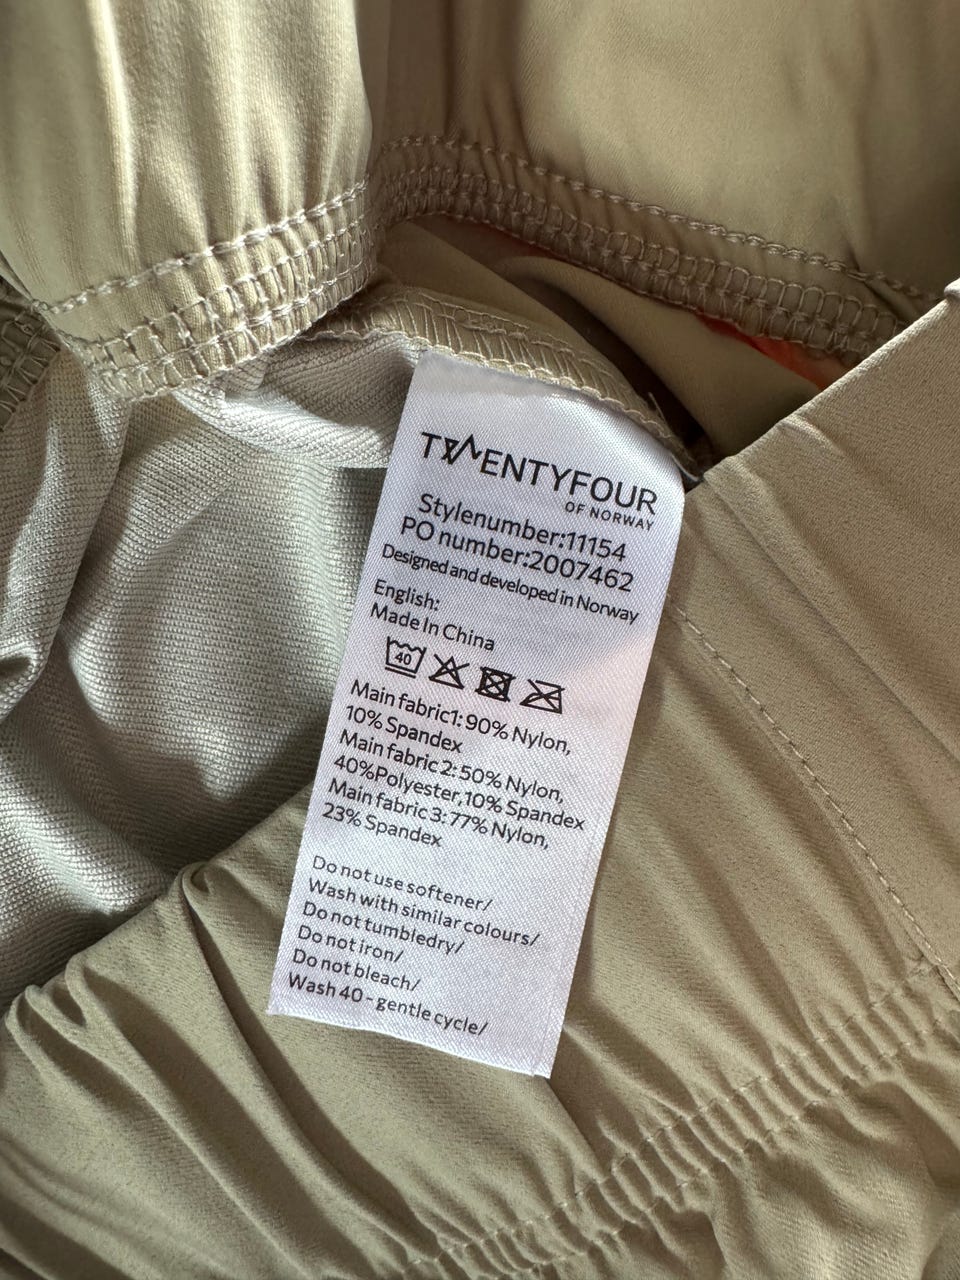 TWENTYFOUR
OF NORWAY
Stylenumber:11154
PO number:2007462
Designed and developed in Norway
English:
Made In China
40
Main fabric1: 90% Nylon,
10% Spandex
Main fabric 2: 50% Nylon,
40%Polyester,10% Spandex
Main fabric 3: 77% Nylon,
23% Spandex
Do not use softener/
Wash with similar colours/
Do not tumbledry/
Do not iron/
Do not bleach/
Wash 40 - gentle cycle/